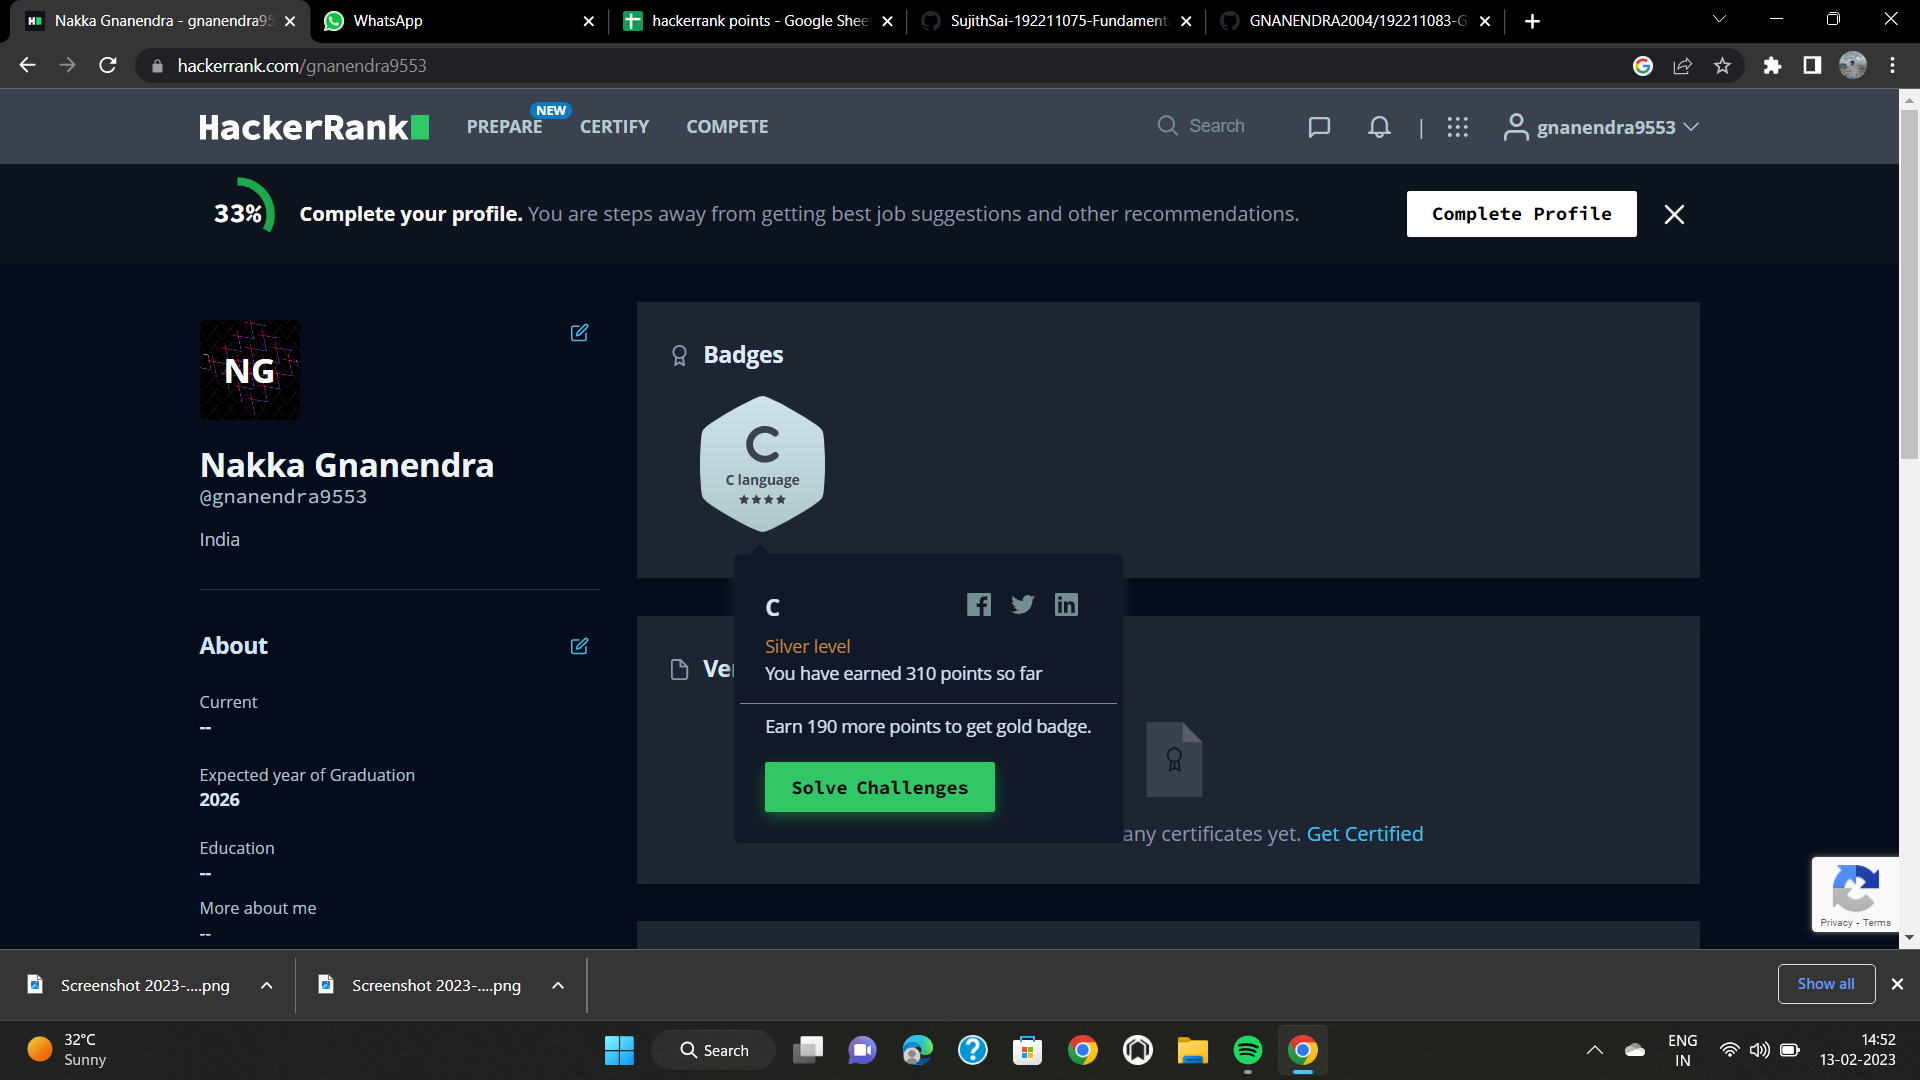 Nakka Gnanendra - gnanendra95
WhatsApp
hackerrank points - Google Shee
SujithSai-192211075-Fundament
GNANENDRA2004/192211083-G
hackerrank.com/gnanendra9553
HackerRank
PREPARE
NEW
CERTIFY
COMPETE
Search
|
gnanendra9553
33%
Complete your profile. You are steps away from getting best job suggestions and other recommendations.
Complete Profile
NG
Nakka Gnanendra
@gnanendra9553
India
About
Current
--
Expected year of Graduation
2026
Education
--
More about me
--
Badges
C
C language
C
Silver level
You have earned 310 points so far
Earn 190 more points to get gold badge.
Solve Challenges
Ve
any certificates yet. Get Certified
Privacy - Terms
Screenshot 2023-....png
Screenshot 2023-....png
Show all
32°C
Sunny
Search
ENG
IN
14:52
13-02-2023